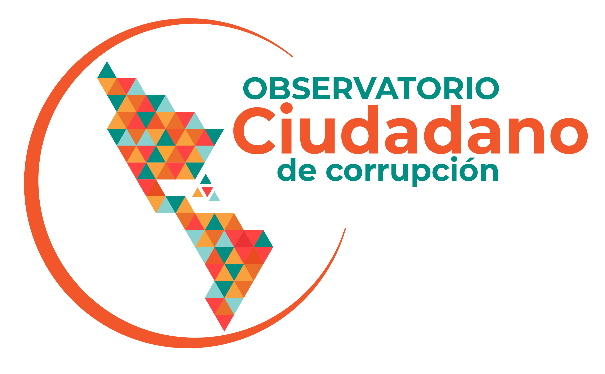 OBSERVATORIO
Ciudadano
de corrupción